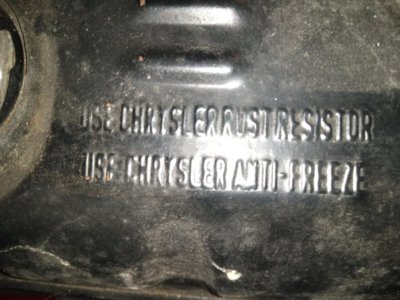 USE CHRYSLER RUST RESISTOR
USE CHRYSLER ANTI-FREEZE